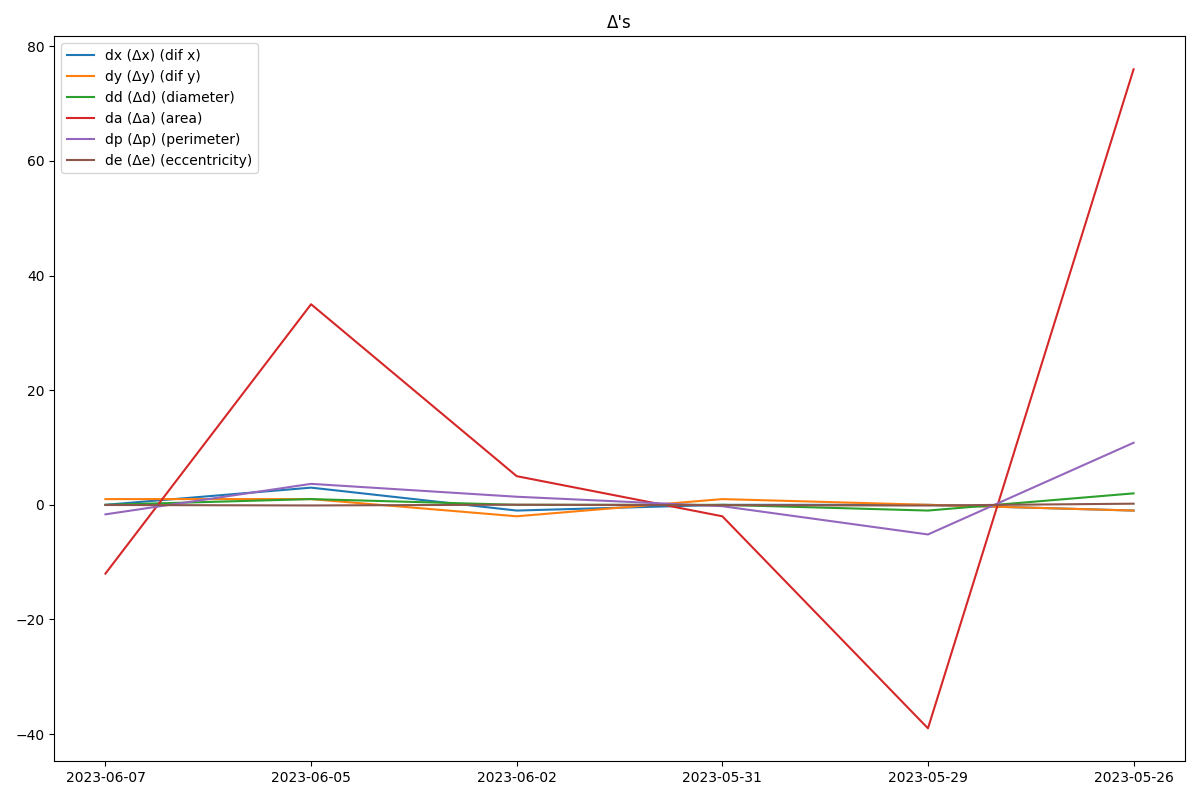 Δ's
dx (Δx) (dif x)
dy (Δy) (dif y)
dd (Δd) (diameter)
da (Δa) (area)
dp (Δp) (perimeter)
de (Δe) (eccentricity)
80
60
40
20
0
−20
−40
2023-06-07 2023-06-05 2023-06-02 2023-05-31 2023-05-29 2023-05-26